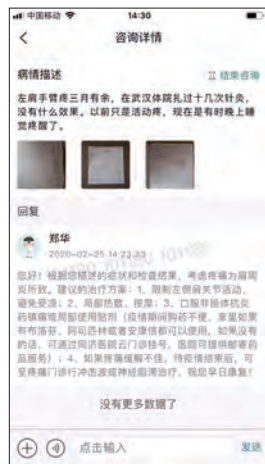 中国移动 14:30
咨询详情
病情描述 结束咨询
左肩手臂疼三月有余，在武汉体院扎过十几次针灸，
没有什么效果。以前只是活动疼，现在是有时晚上睡
觉疼醒了。
回复
郑华
2020-02-25 14:23:33
您好！根据您描述的症状和检查结果，考虑疼痛为肩周
炎所致。建议的治疗方案：1、限制左侧肩关节活动，
避免受凉；2、局部热敷、按摩；3、口服非甾体抗炎
药镇痛或局部使用贴剂（疫情期间购药不便，家里如果
有布洛芬、阿司匹林或者安康信都可以使用。如果没有
的话，可通过同济医院云门诊挂号，医院可提供邮寄药
品服务）；4、如果疼痛缓解不佳，待疫情结束后，可
至疼痛门诊行冲击波或神经阻滞治疗。祝您早日康复！
没有更多数据了
点击输入 发送